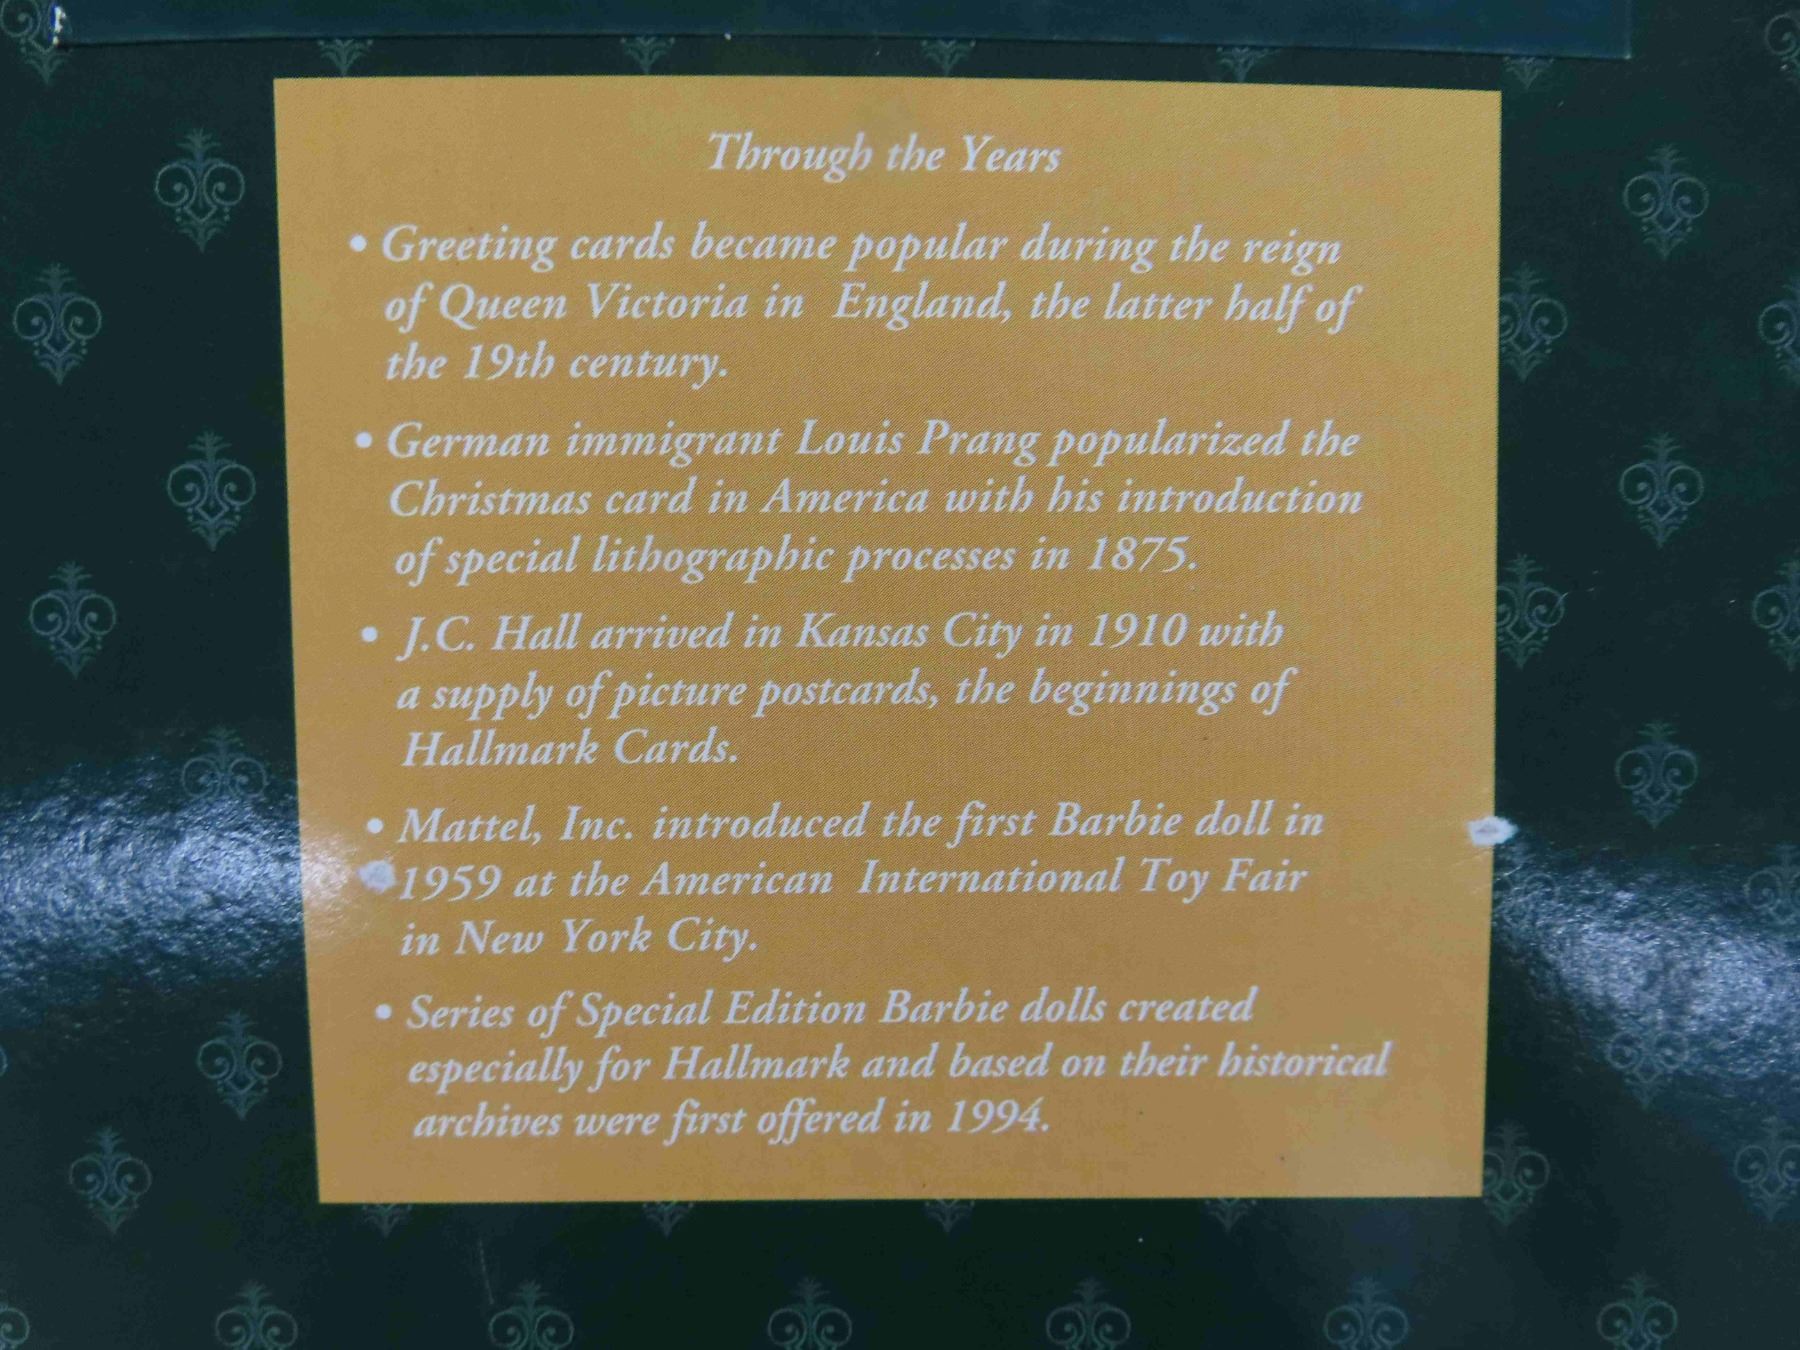 Through the Years
• Greeting cards became popular during the reign
of Queen Victoria in England, the latter half of
the 19th century.
• German immigrant Louis Prang popularized the
Christmas card in America with his introduction
of special lithographic processes in 1875.
• J.C. Hall arrived in Kansas City in 1910 with
a supply of picture postcards, the beginnings of
Hallmark Cards.
• Mattel, Inc. introduced the first Barbie doll in
1959 at the American International Toy Fair
in New York City.
• Series of Special Edition Barbie dolls created
especially for Hallmark and based on their historical
archives were first offered in 1994.